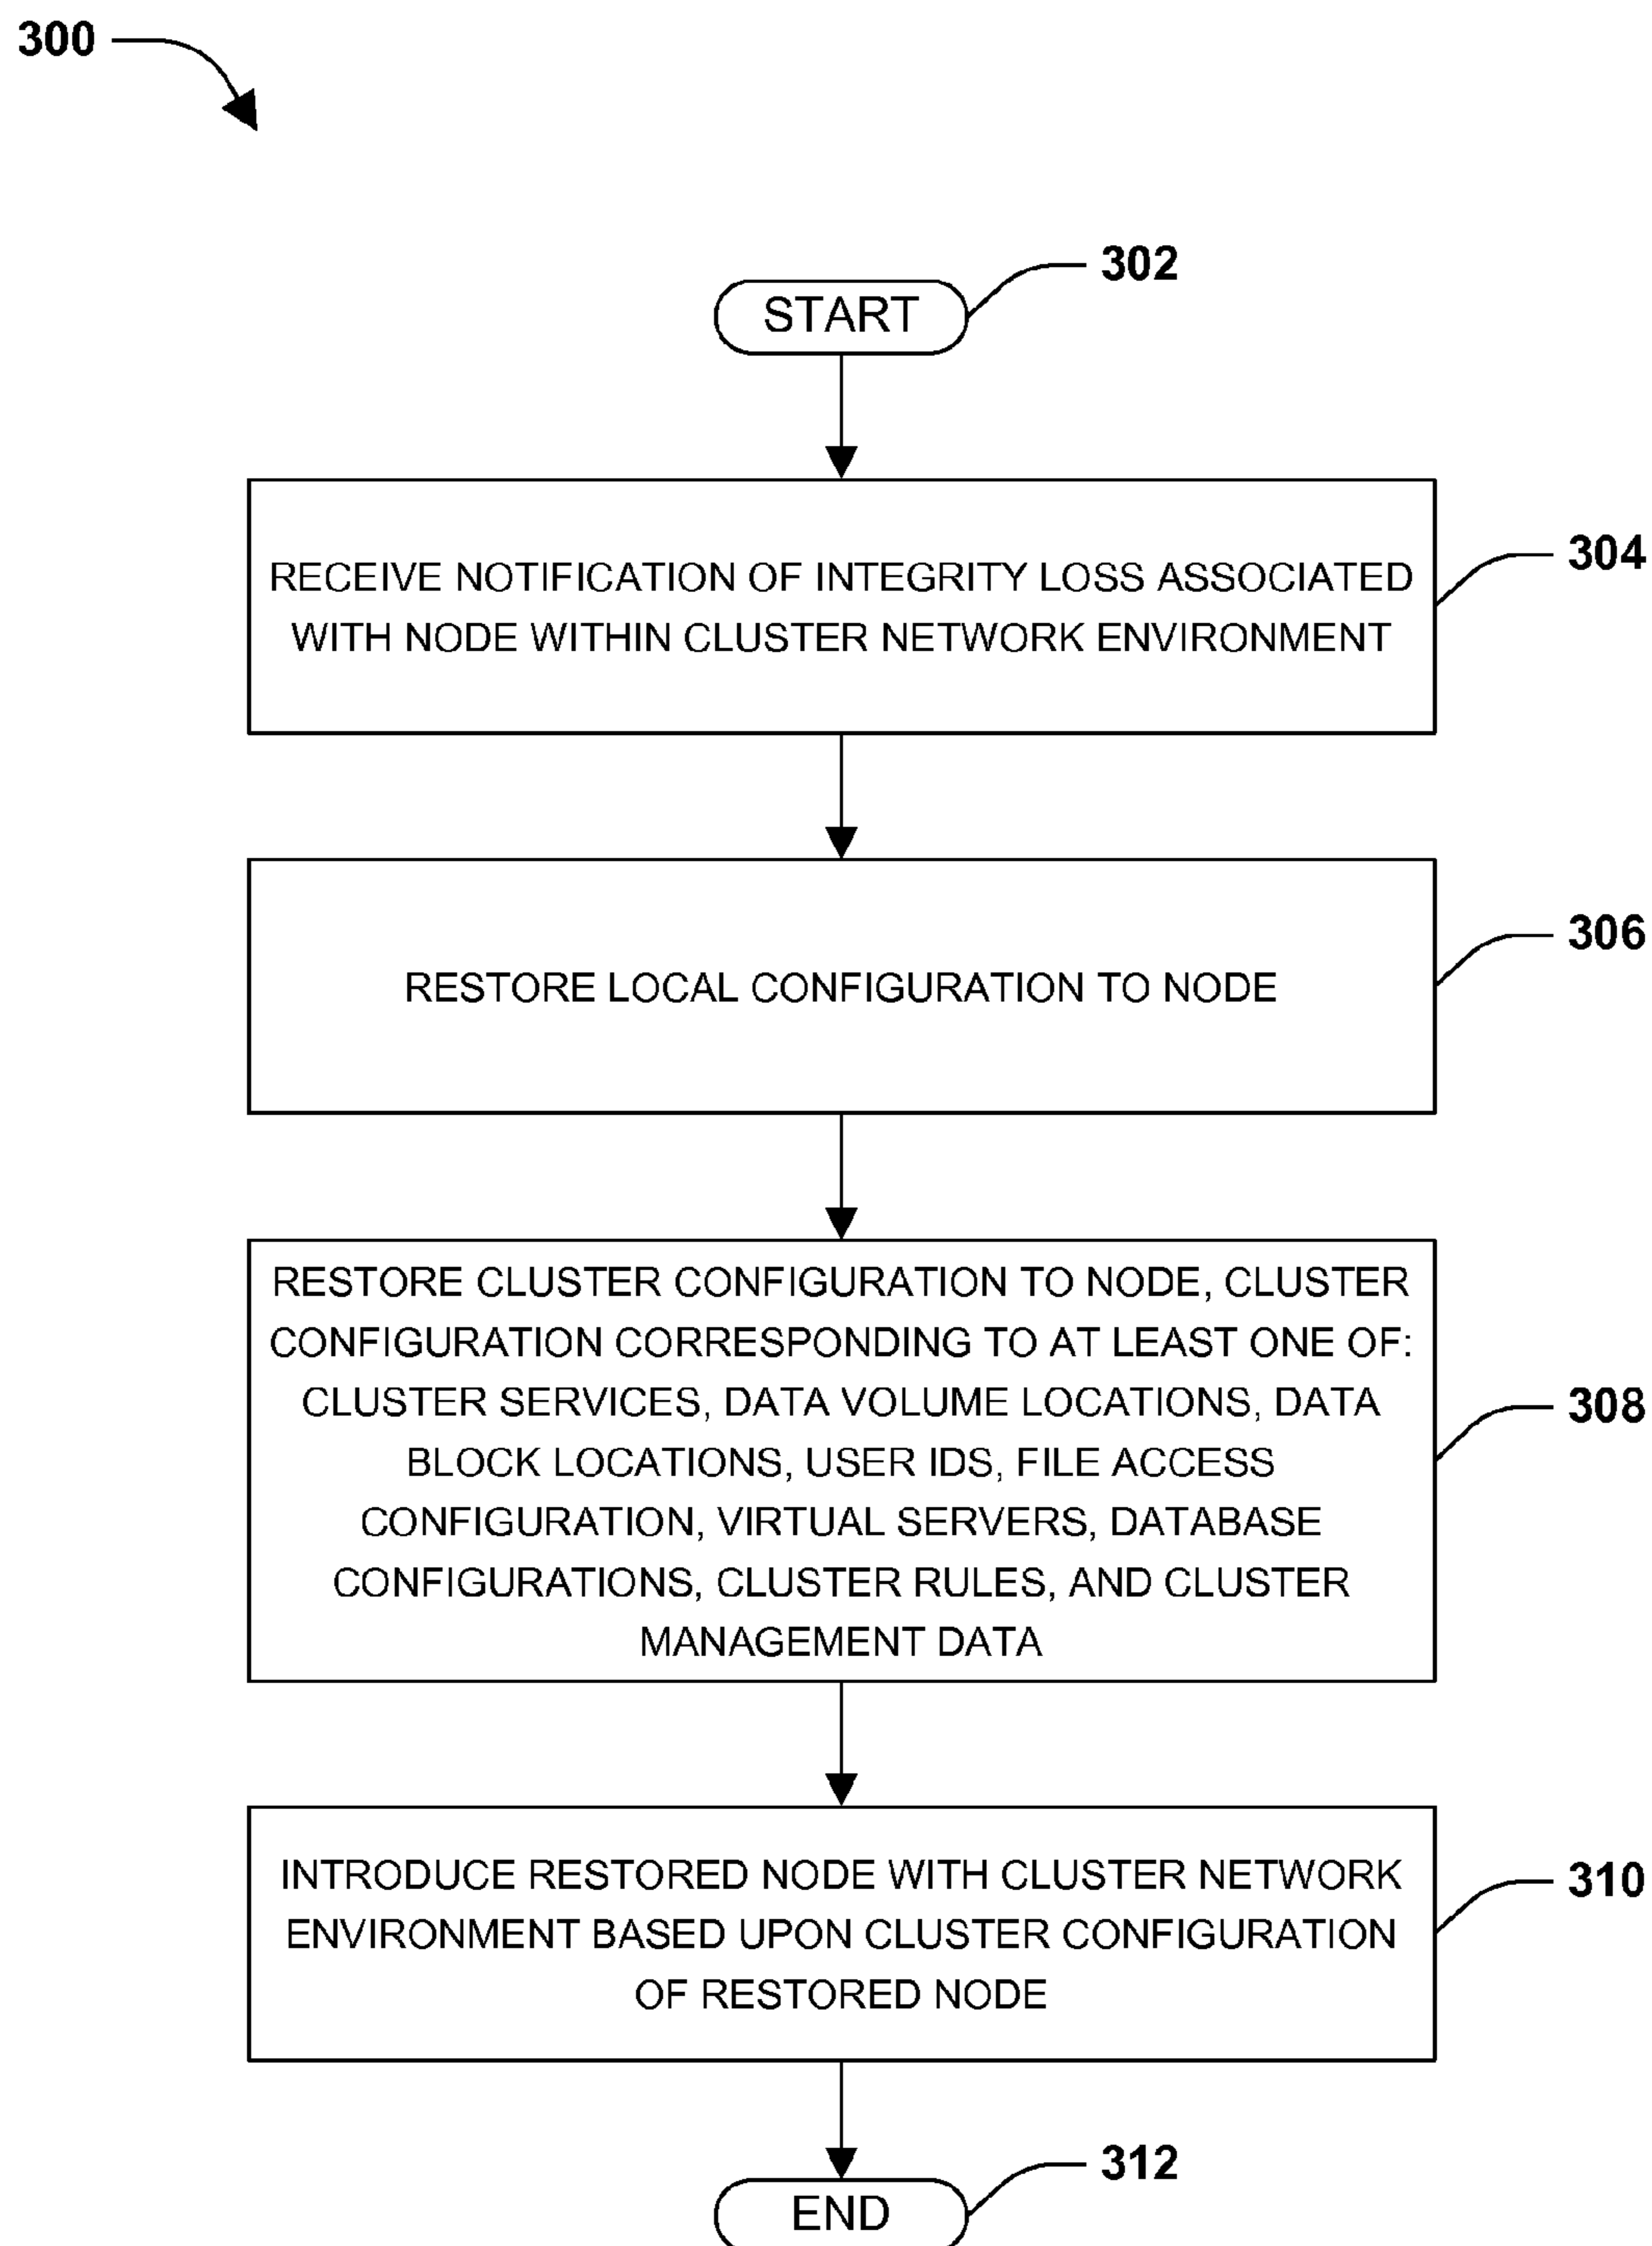 300
302
START
304
RECEIVE NOTIFICATION OF INTEGRITY LOSS ASSOCIATED
WITH NODE WITHIN CLUSTER NETWORK ENVIRONMENT
306
RESTORE LOCAL CONFIGURATION TO NODE
RESTORE CLUSTER CONFIGURATION TO NODE, CLUSTER
CONFIGURATION CORRESPONDING TO AT LEAST ONE OF:
CLUSTER SERVICES, DATA VOLUME LOCATIONS, DATA
308
BLOCK LOCATIONS, USER IDS, FILE ACCESS
CONFIGURATION, VIRTUAL SERVERS, DATABASE
CONFIGURATIONS, CLUSTER RULES, AND CLUSTER
MANAGEMENT DATA
310
INTRODUCE RESTORED NODE WITH CLUSTER NETWORK
ENVIRONMENT BASED UPON CLUSTER CONFIGURATION
OF RESTORED NODE
312
END